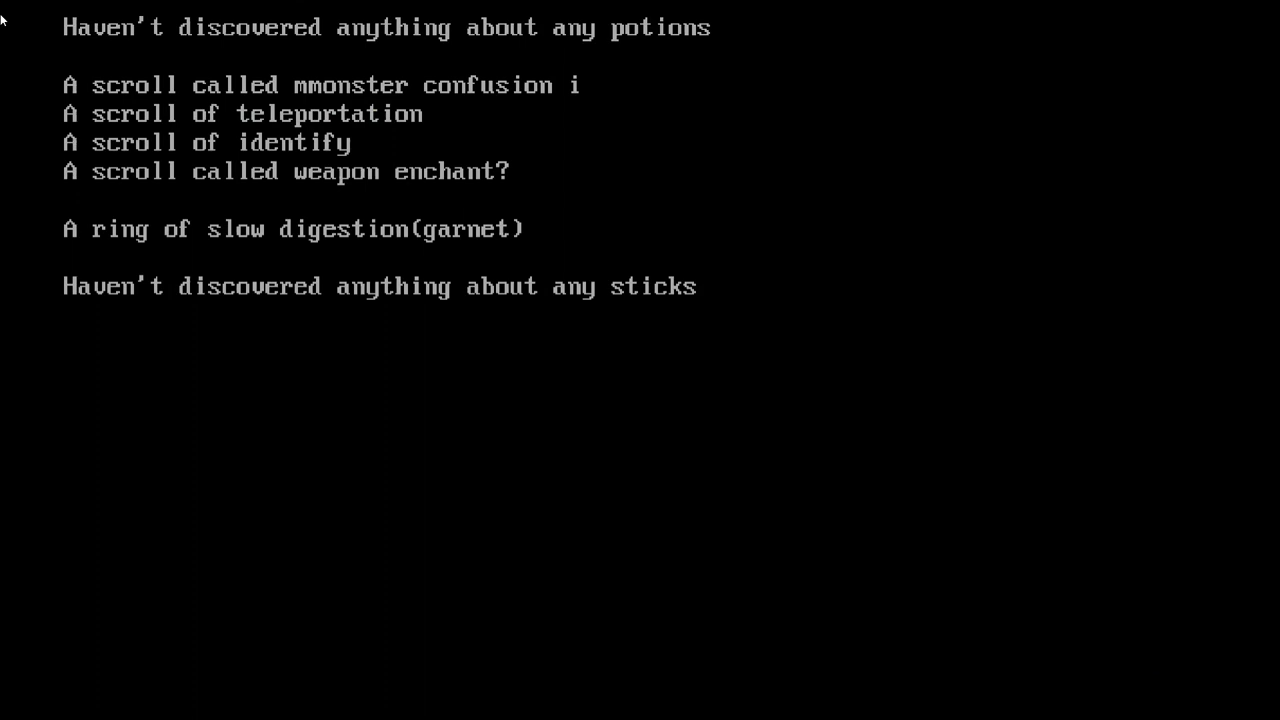 Haven't discovered anything about any potions
A scroll called mmonster confusion i
A scroll of teleportation
A scroll of identify
A scroll called weapon enchant?
A ring of slow digestion(garnet)
Haven't discovered anything about any sticks